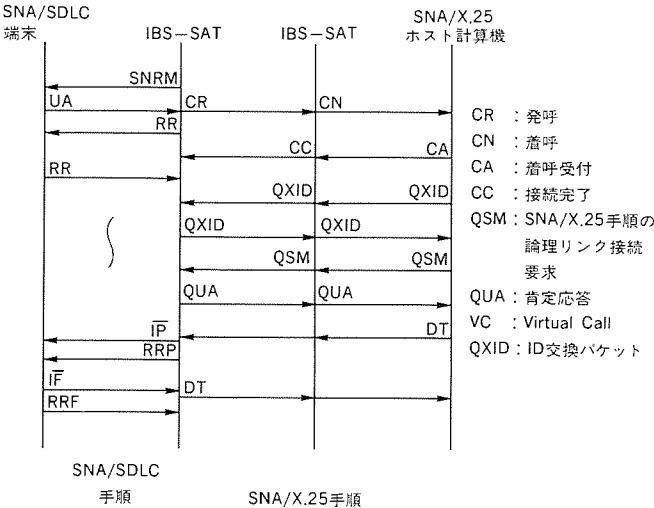 SNA/SDLC
端末
IBS−SAT
IBS−SAT
SNA/X.25
ホスト計算機
SNRM
UA
CR
CN
RR
CC
CA
RR
QXID
QXID
QXID
QXID
QSM
QSM
QUA
QUA
I̅P̅
DT
RRP
I̅F̅
DT
RRF
CR :発呼
CN :着呼
CA :着呼受付
CC :接続完了
QSM:SNA/X.25手順の
論理リンク接続
要求
QUA:肯定応答
VC :Virtual Call
QXID:ID交換パケット
SNA/SDLC
手順
SNA/X.25手順